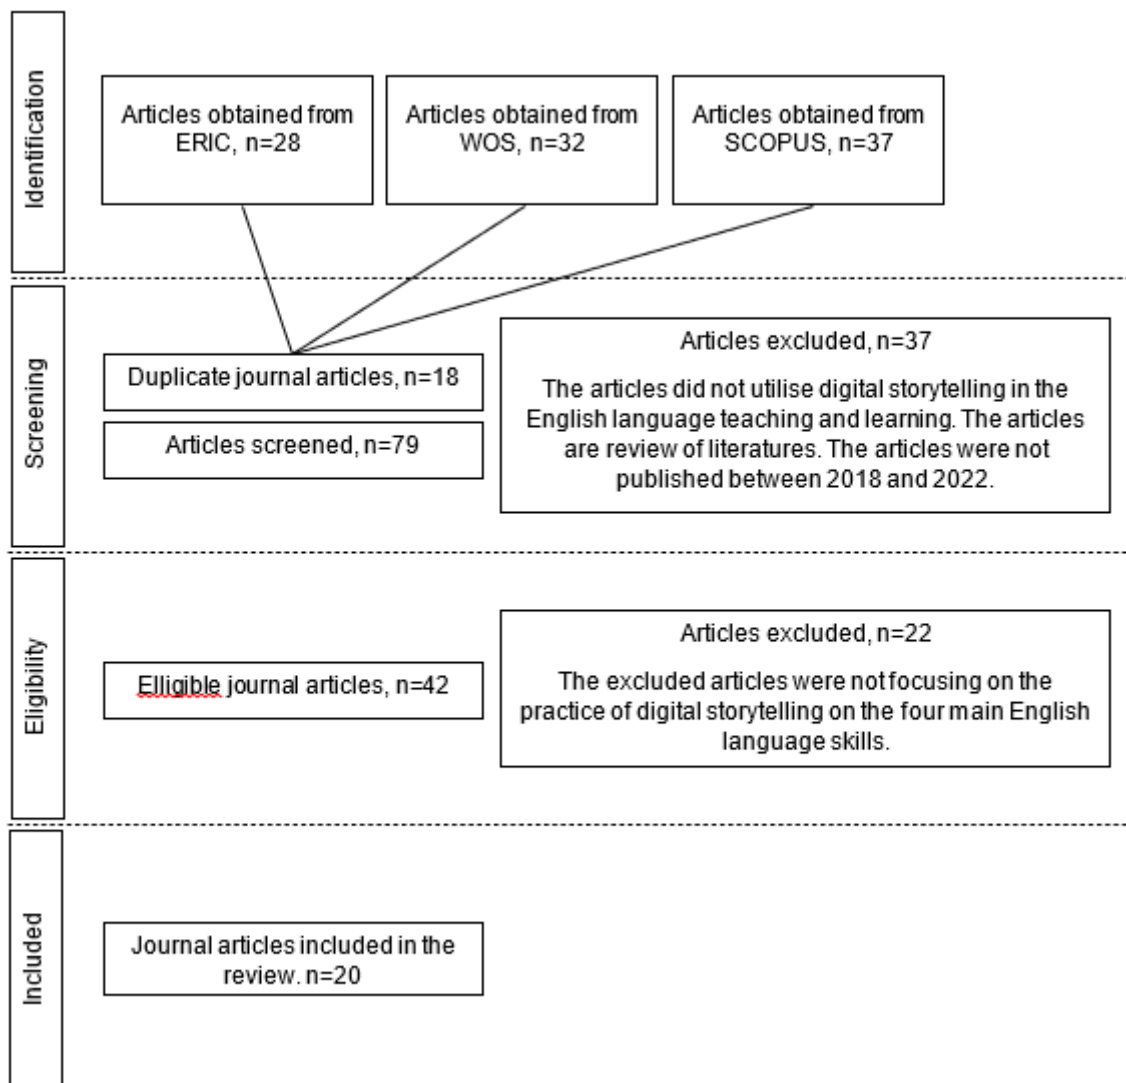 Identification
Articles obtained from
ERIC, n=28
Articles obtained from
WOS, n=32
Articles obtained from
SCOPUS, n=37
Screening
Duplicate journal articles, n=18
Articles screened, n=79
Articles excluded, n=37
The articles did not utilise digital storytelling in the
English language teaching and learning. The articles
are review of literatures. The articles were not
published between 2018 and 2022.
Eligibility
Elligible journal articles, n=42
Articles excluded, n=22
The excluded articles were not focusing on the
practice of digital storytelling on the four main English
language skills.
Included
Journal articles included in the
review. n=20